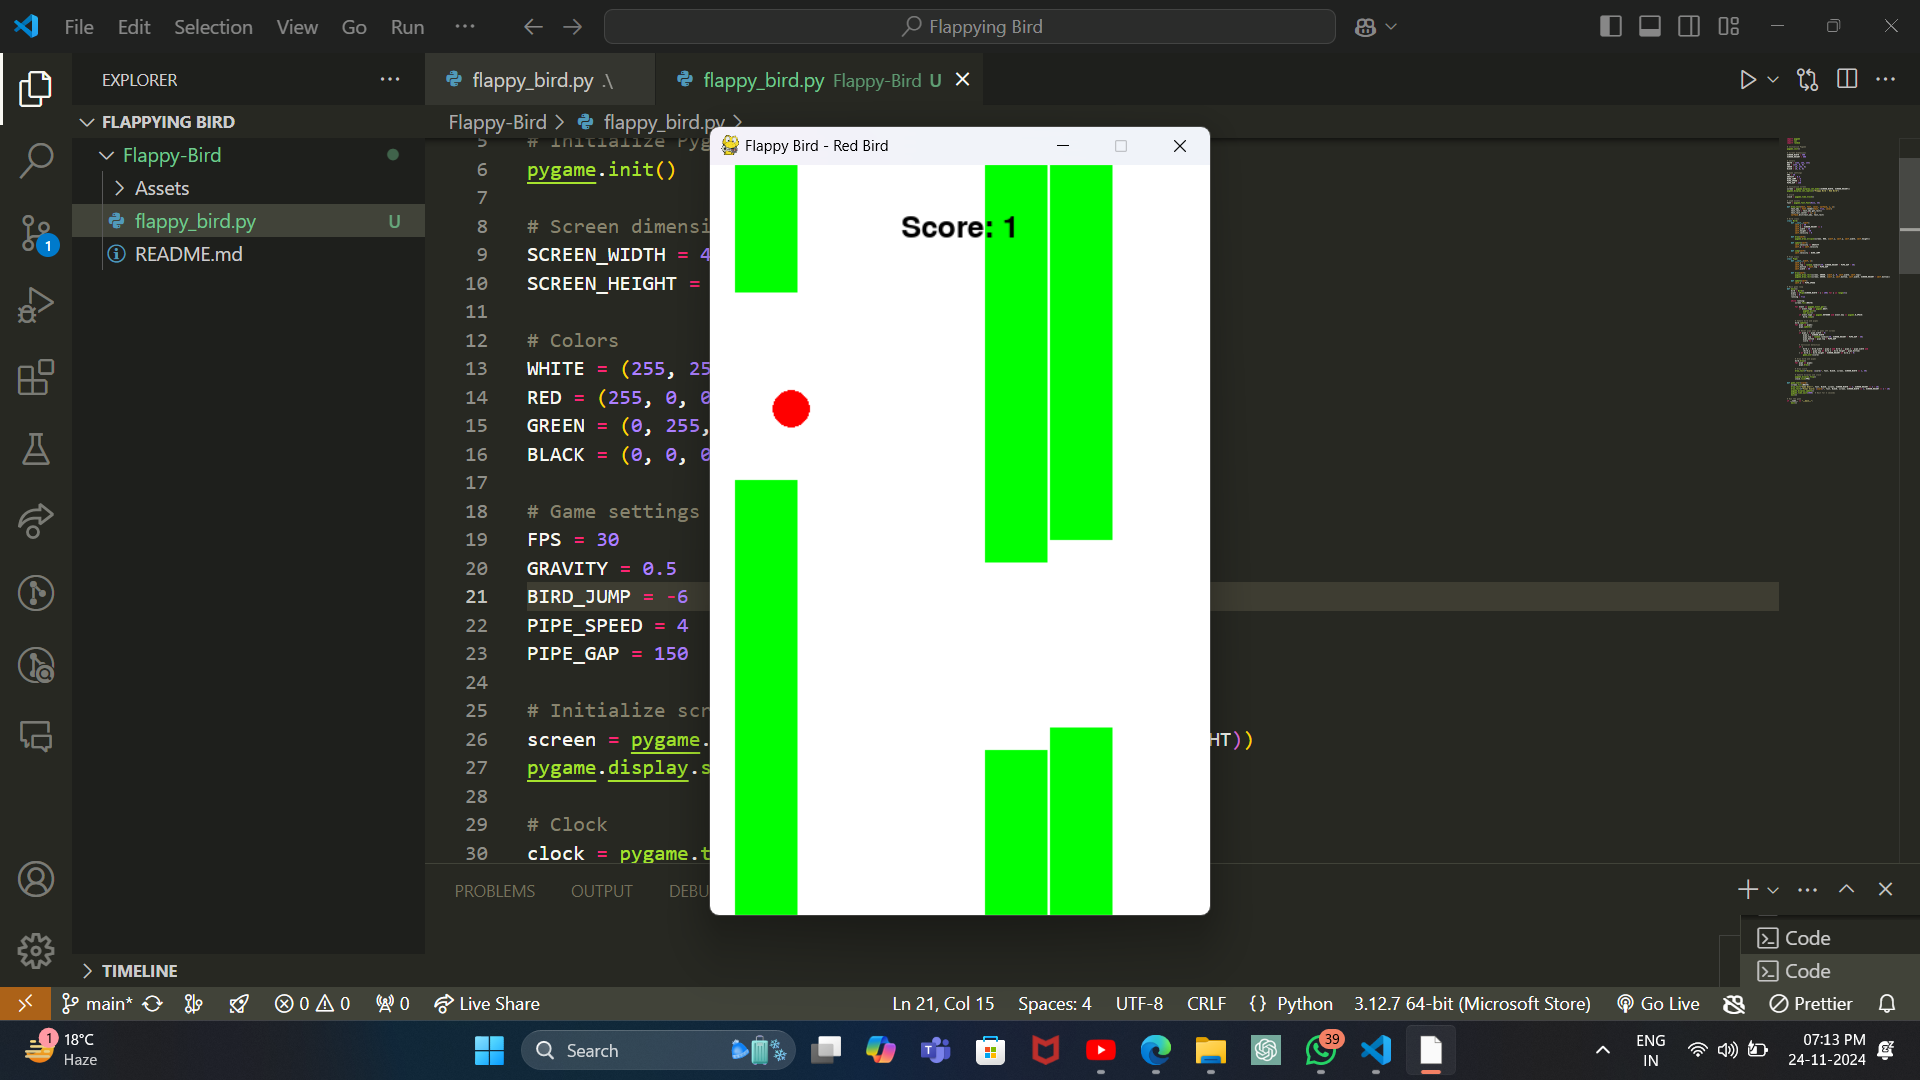 File Edit Selection View Go Run ···
Flappying Bird
EXPLORER
flappy_bird.py .\
flappy_bird.py Flappy-Bird U
FLAPPYING BIRD
Flappy-Bird
Assets
flappy_bird.py U
README.md
Flappy-Bird > flappy_bird.py >
Flappy Bird - Red Bird
Score: 1
5 # Initialize Pyg
6 pygame.init()
7
8 # Screen dimensi
9 SCREEN_WIDTH = 4
10 SCREEN_HEIGHT =
11
12 # Colors
13 WHITE = (255, 25
14 RED = (255, 0, 0
15 GREEN = (0, 255,
16 BLACK = (0, 0, 0
17
18 # Game settings
19 FPS = 30
20 GRAVITY = 0.5
21 BIRD_JUMP = -6
22 PIPE_SPEED = 4
23 PIPE_GAP = 150
24
25 # Initialize scr
26 screen = pygame. HT))
27 pygame.display.s
28
29 # Clock
30 clock = pygame.t
1
PROBLEMS OUTPUT DEBU
Code
Code
TIMELINE
main* 0 0 0 Live Share
Ln 21, Col 15 Spaces: 4 UTF-8 CRLF {} Python 3.12.7 64-bit (Microsoft Store) Go Live Prettier
1
18°C
Haze
Search
39
ENG
IN
07:13 PM
24-11-2024